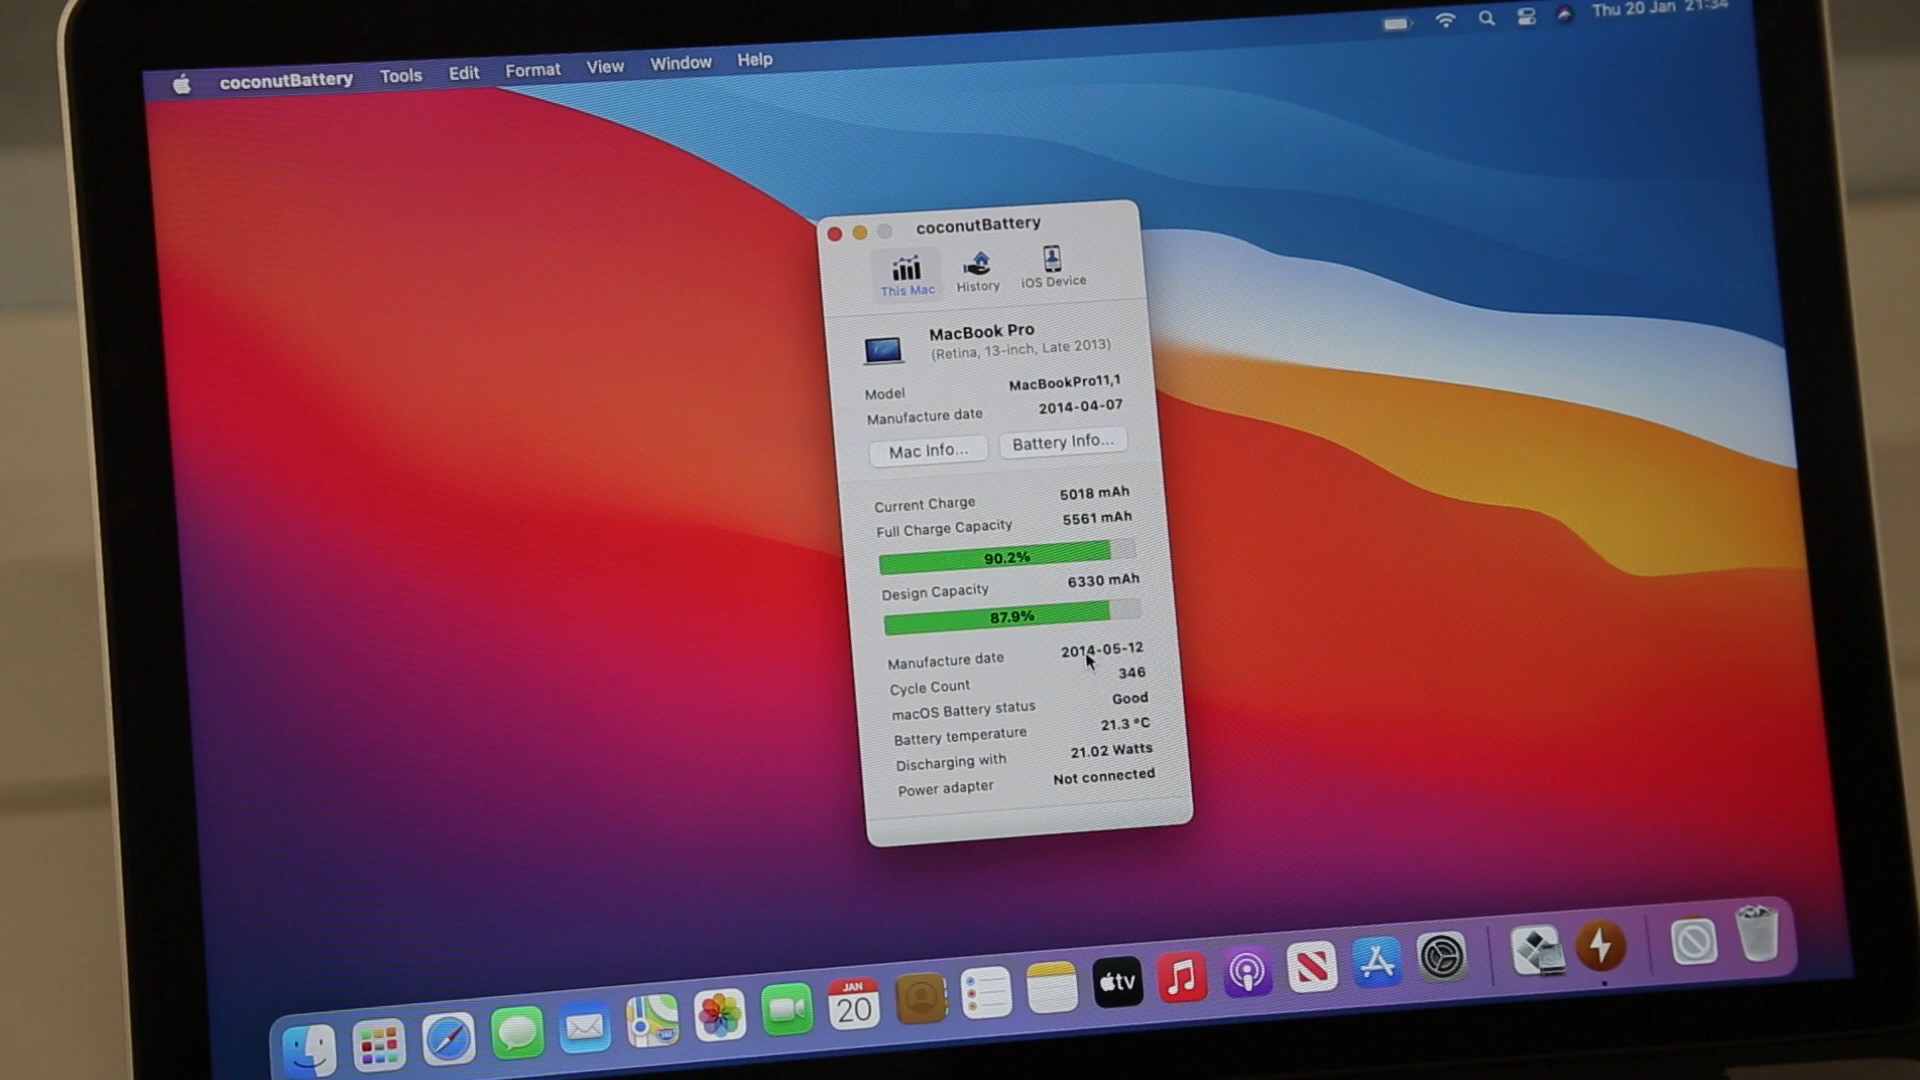 coconutBattery Tools Edit Format View Window Help
Thu 20 Jan 21:34
coconutBattery
This Mac
History
iOS Device
MacBook Pro
(Retina, 13-inch, Late 2013)
Model MacBookPro11,1
Manufacture date 2014-04-07
Mac Info... Battery Info...
Current Charge 5018 mAh
Full Charge Capacity 5561 mAh
90.2%
Design Capacity 6330 mAh
87.9%
Manufacture date 2014-05-12
Cycle Count 346
macOS Battery status Good
Battery temperature 21.3 °C
Discharging with 21.02 Watts
Power adapter Not connected
JAN
20
tv